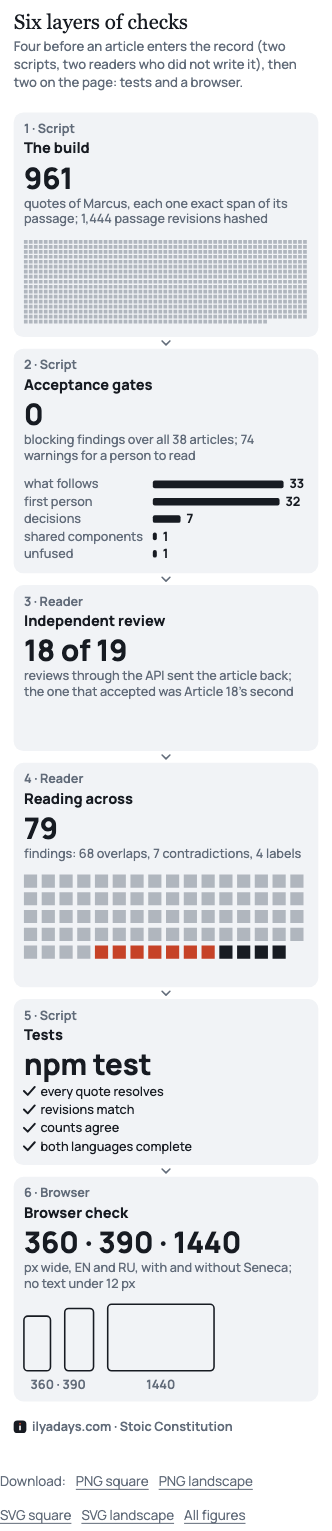 Six layers of checks
Four before an article enters the record (two
scripts, two readers who did not write it), then
two on the page: tests and a browser.
1 · Script
The build
961
quotes of Marcus, each one exact span of its
passage; 1,444 passage revisions hashed
2 · Script
Acceptance gates
0
blocking findings over all 38 articles; 74
warnings for a person to read
what follows 33
first person 32
decisions 7
shared components 1
unfused 1
3 · Reader
Independent review
18 of 19
reviews through the API sent the article back;
the one that accepted was Article 18's second
4 · Reader
Reading across
79
findings: 68 overlaps, 7 contradictions, 4 labels
5 · Script
Tests
npm test
every quote resolves
revisions match
counts agree
both languages complete
6 · Browser
Browser check
360 · 390 · 1440
px wide, EN and RU, with and without Seneca;
no text under 12 px
360 · 390 1440
ilyadays.com · Stoic Constitution
Download: PNG square PNG landscape
SVG square SVG landscape All figures